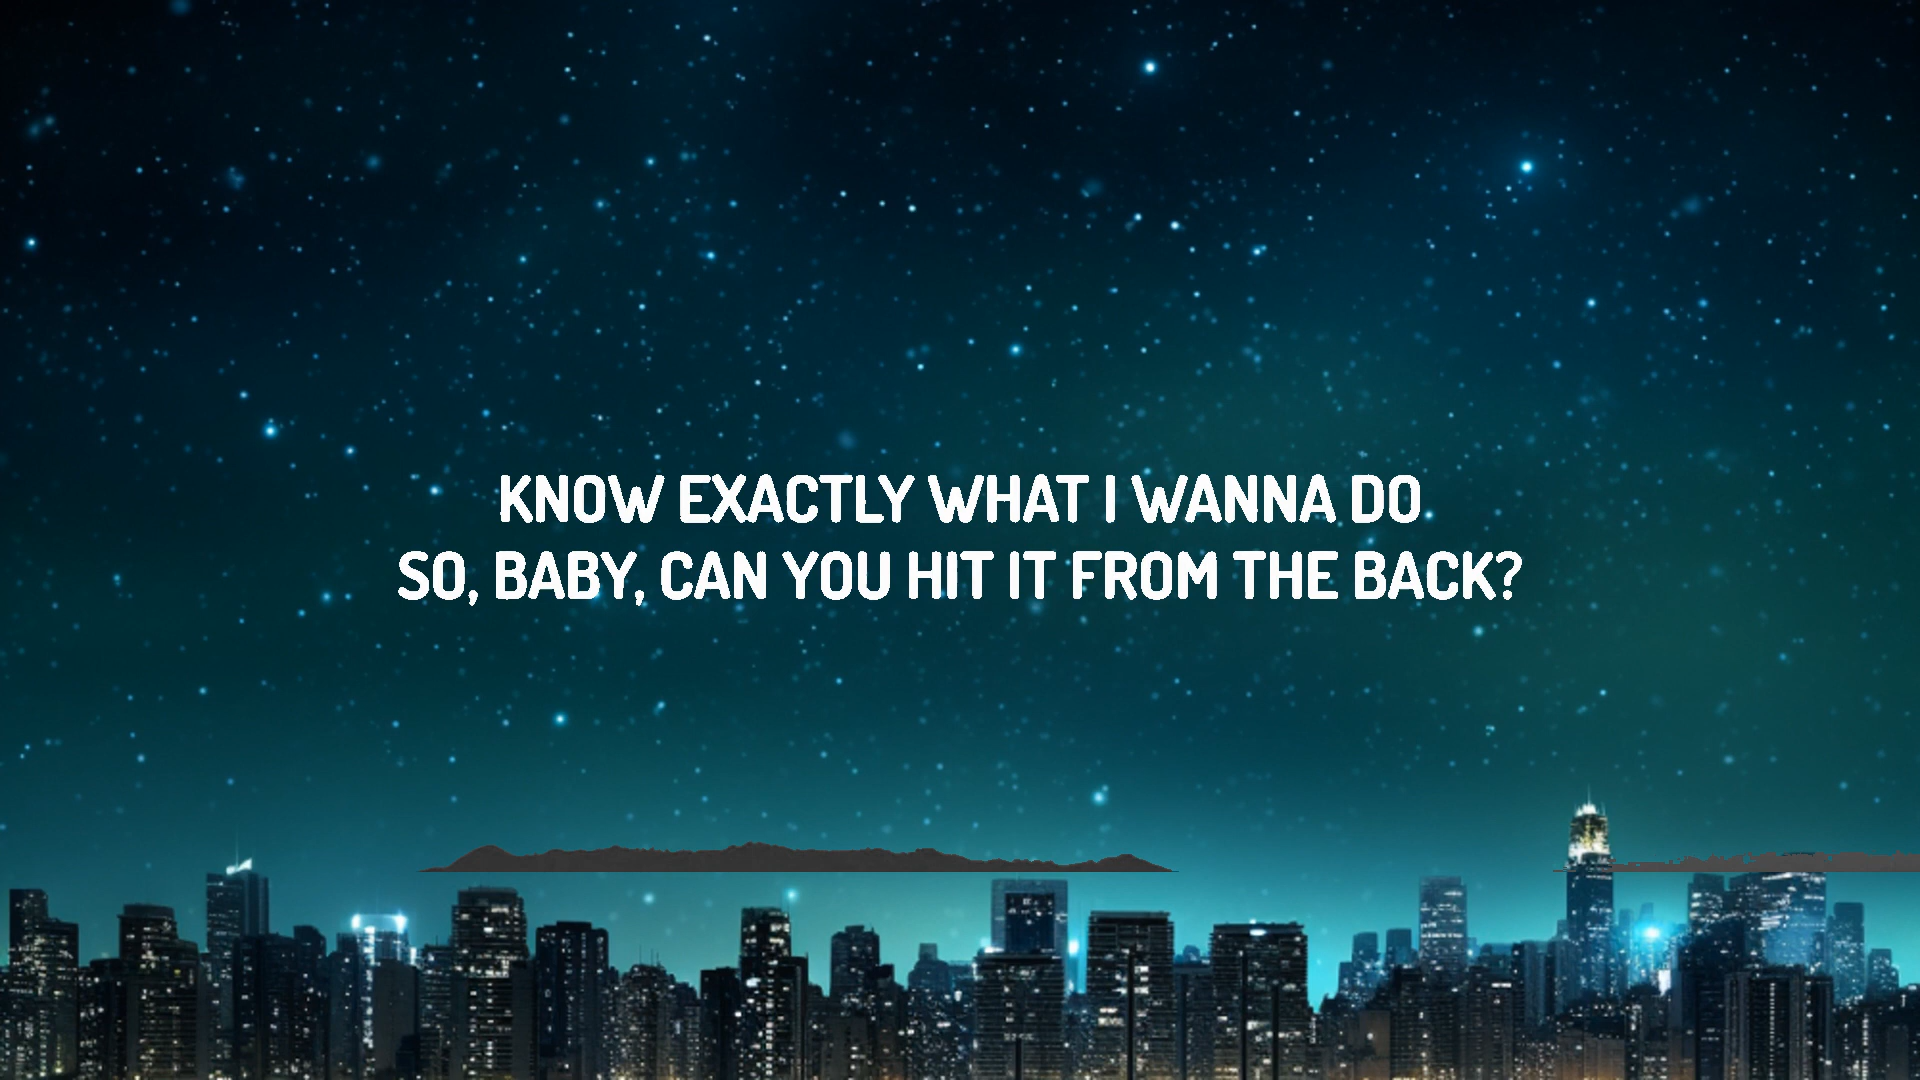 KNOW EXACTLY WHAT I WANNA DO
SO, BABY, CAN YOU HIT IT FROM THE BACK?